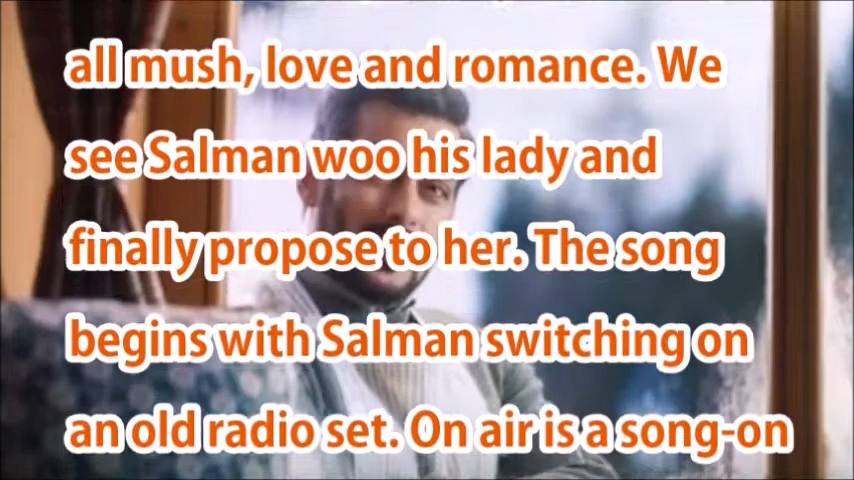 all mush, love and romance. We
see Salman woo his lady and
finally propose to her. The song
begins with Salman switching on
an old radio set. On air is a song-on